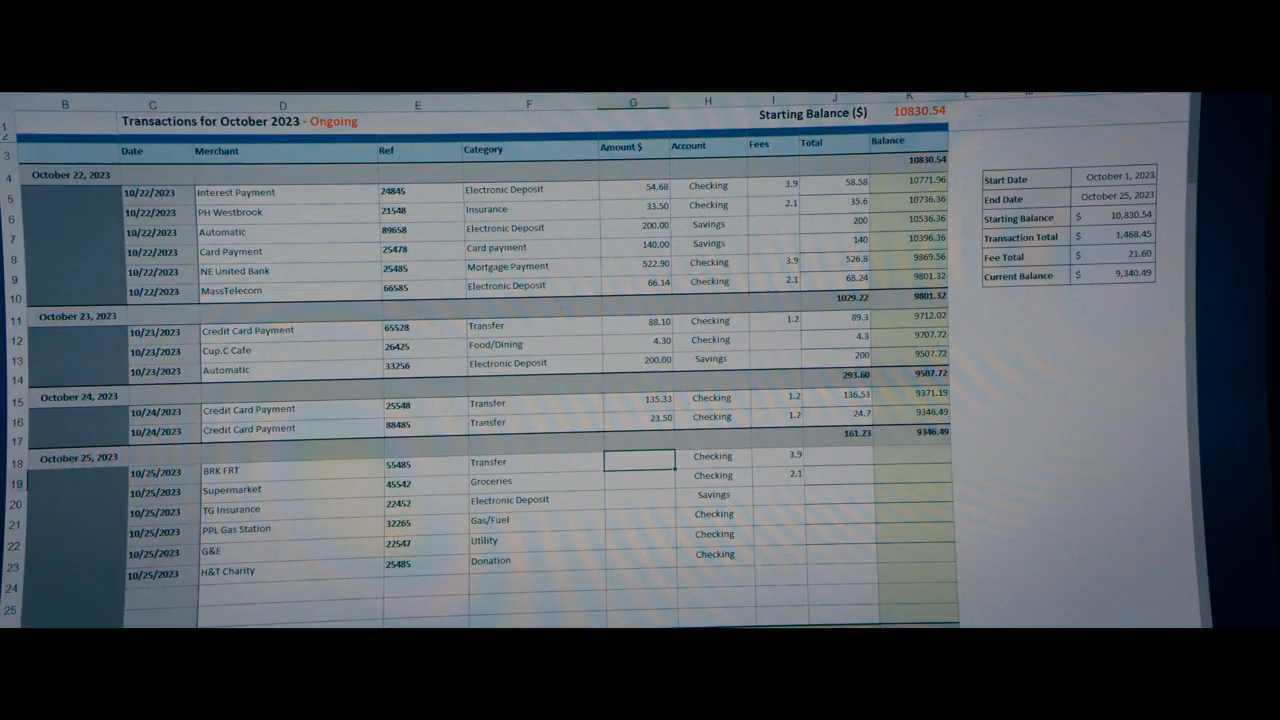 B C D E F G H I J K L
1 Transactions for October 2023 - Ongoing Starting Balance ($) 10830.54
2
3 Date Merchant Ref Category Amount $ Account Fees Total Balance
10830.54
4 October 22, 2023
5 10/22/2023 Interest Payment 24845 Electronic Deposit 54.68 Checking 3.9 58.58 10771.96
6 10/22/2023 PH Westbrook 21548 Insurance 33.50 Checking 2.1 35.6 10736.36
7 10/22/2023 Automatic 89658 Electronic Deposit 200.00 Savings 200 10536.36
8 10/22/2023 Card Payment 25478 Card payment 140.00 Savings 140 10396.36
9 10/22/2023 NE United Bank 25485 Mortgage Payment 522.90 Checking 3.9 526.8 9869.56
10 10/22/2023 MassTelecom 66585 Electronic Deposit 66.14 Checking 2.1 68.24 9801.32
1029.22 9801.32
11 October 23, 2023
12 10/23/2023 Credit Card Payment 65528 Transfer 88.10 Checking 1.2 89.3 9712.02
13 10/23/2023 Cup.C Cafe 26425 Food/Dining 4.30 Checking 4.3 9707.72
14 10/23/2023 Automatic 33256 Electronic Deposit 200.00 Savings 200 9507.72
293.60 9507.72
15 October 24, 2023
16 10/24/2023 Credit Card Payment 25548 Transfer 135.33 Checking 1.2 136.53 9371.19
17 10/24/2023 Credit Card Payment 88485 Transfer 23.50 Checking 1.2 24.7 9346.49
161.23 9346.49
18 October 25, 2023
19 10/25/2023 BRK FRT 55485 Transfer Checking 3.9
20 10/25/2023 Supermarket 45542 Groceries Checking 2.1
21 10/25/2023 TG Insurance 22452 Electronic Deposit Savings
22 10/25/2023 PPL Gas Station 32265 Gas/Fuel Checking
23 10/25/2023 G&E 22547 Utility Checking
24 10/25/2023 H&T Charity 25485 Donation Checking
25
Start Date October 1, 2023
End Date October 25, 2023
Starting Balance $ 10,830.54
Transaction Total $ 1,468.45
Fee Total $ 21.60
Current Balance $ 9,340.49